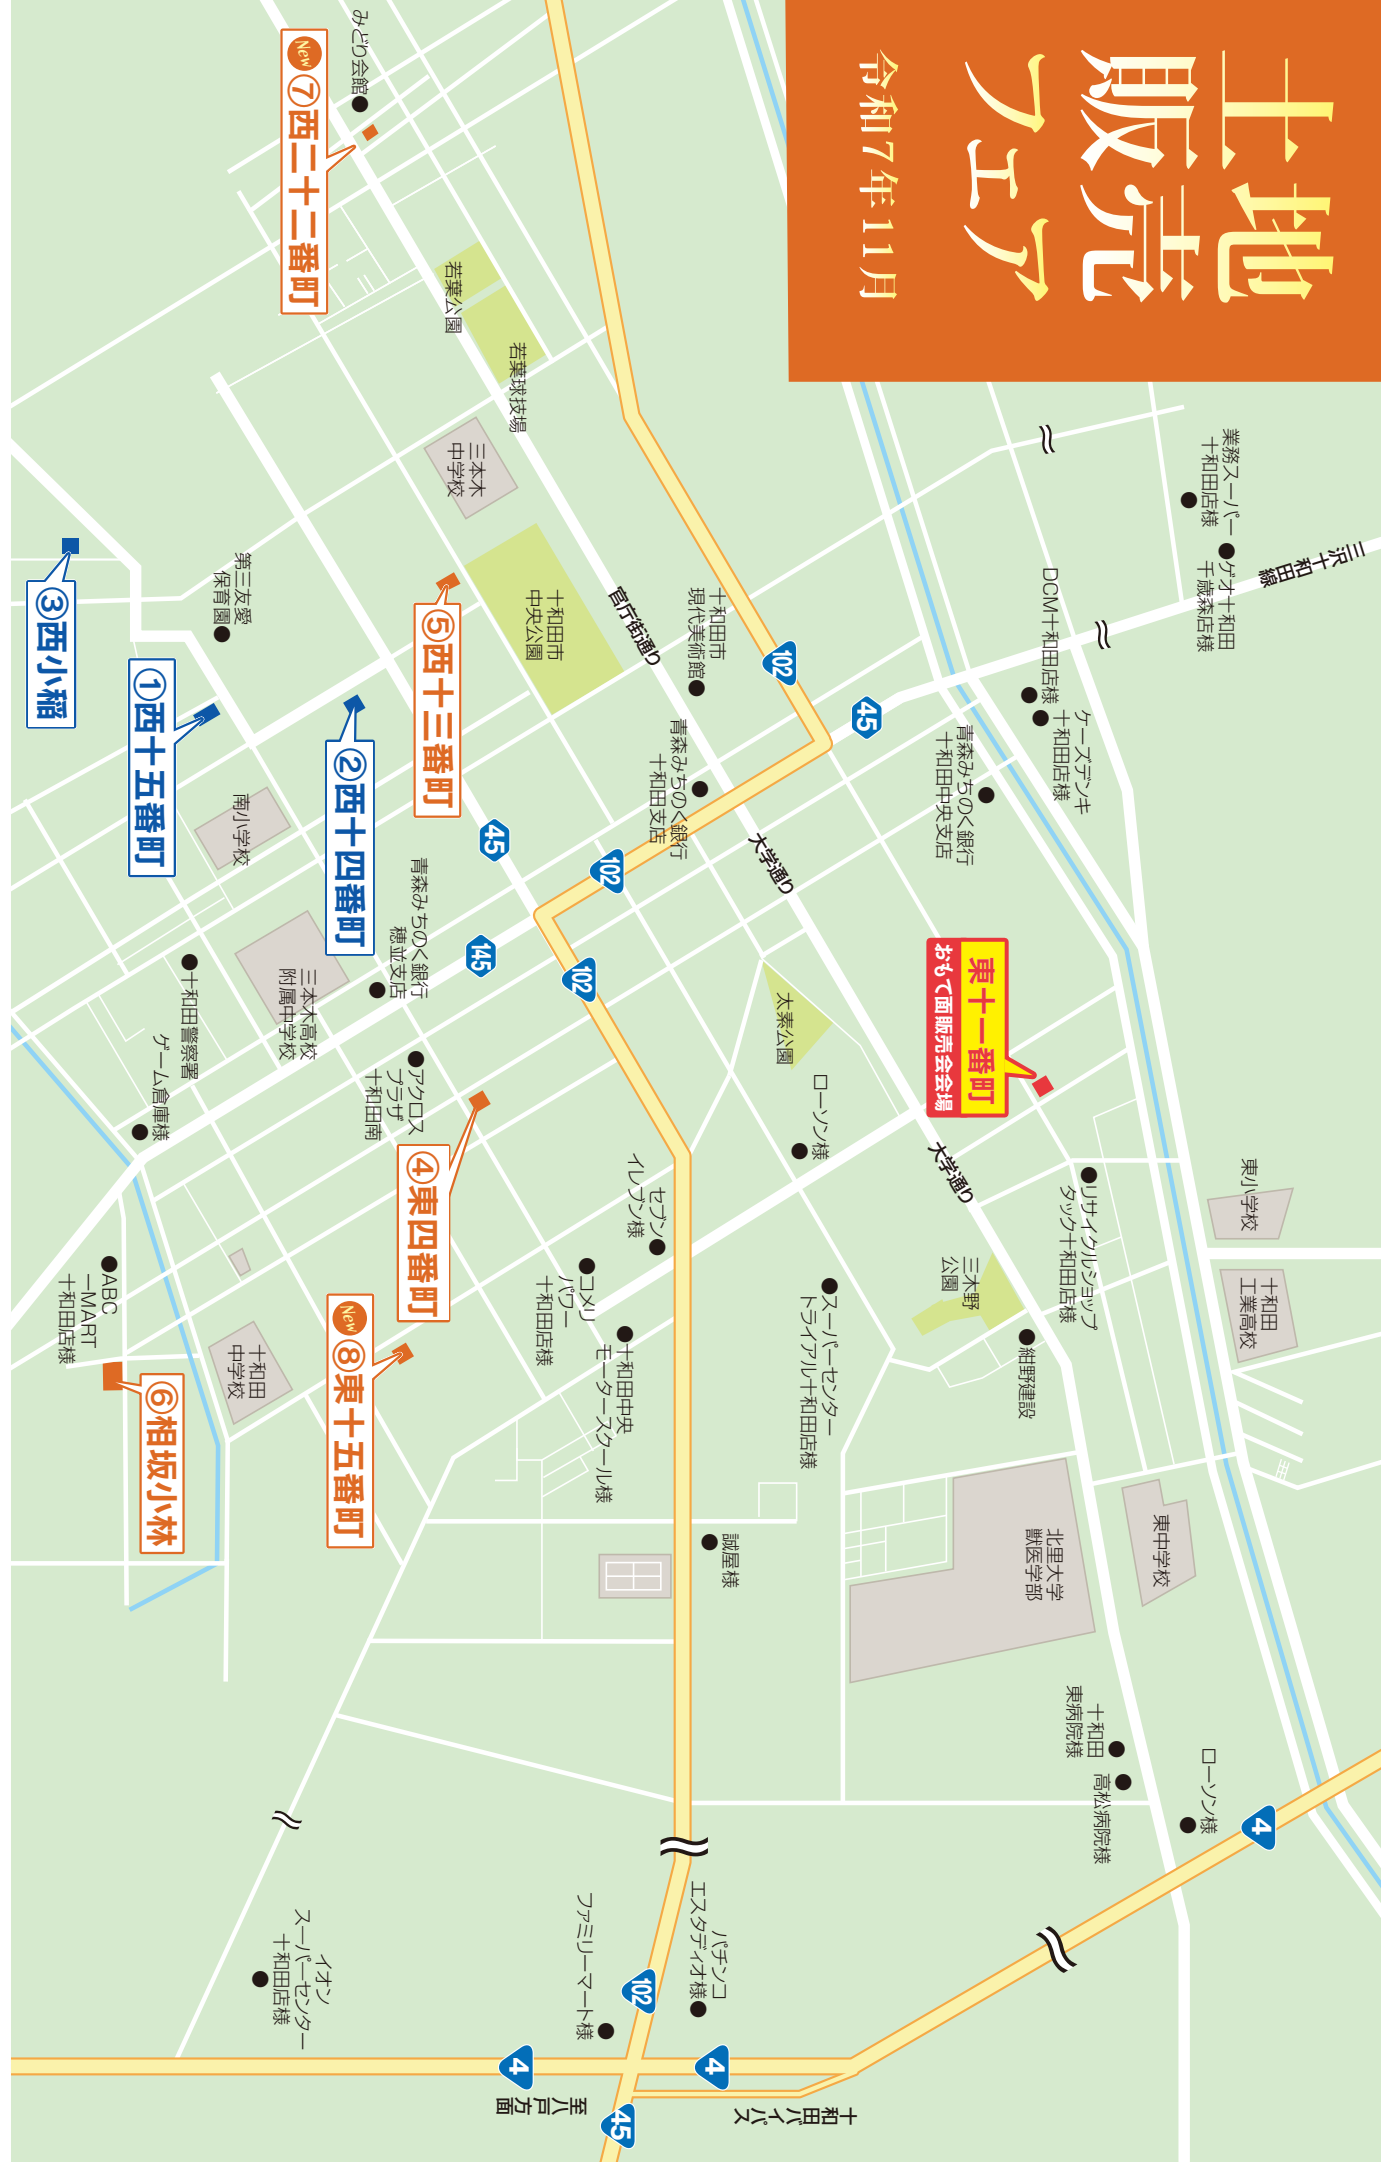 土地
販売
フェア
令和7年11月
みどり会館
New ⑦西二十二番町
若葉公園
若葉球技場
三本木
中学校
業務スーパー
十和田店様
ゲオ十和田
千歳森店様
三沢十和田線
DCM十和田店様
ケーズデンキ
十和田店様
第三友愛
保育園
③西小稲
①西十五番町
②西十四番町
⑤西十三番町
十和田市
中央公園
官庁街通り
十和田市
現代美術館
102
45
青森みちのく銀行
十和田支店
青森みちのく銀行
十和田中央支店
南小学校
45
102
大学通り
青森みちのく銀行
穂並支店
145
102
三本木高校
附属中学校
十和田警察署
ゲーム倉庫様
アクロス
プラザ
十和田南
太素公園
ローソン様
東十一番町
おもて面販売会会場
大学通り
④東四番町
セブン
イレブン様
コメリ
パワー
十和田店様
リサイクルショップ
タック十和田店様
東小学校
十和田
工業高校
三木野
公園
紺野建設
スーパーセンター
トライアル十和田店様
十和田中央
モータースクール様
ABC
ーMART
十和田店様
十和田
中学校
New ⑧東十五番町
⑥相坂小林
誠屋様
北里大学
獣医学部
東中学校
十和田
東病院様
高松病院様
ローソン様
4
イオン
スーパーセンター
十和田店様
パチンコ
エスタディオ様
ファミリーマート様
102
4
4
45
至八戸方面
十和田バイパス